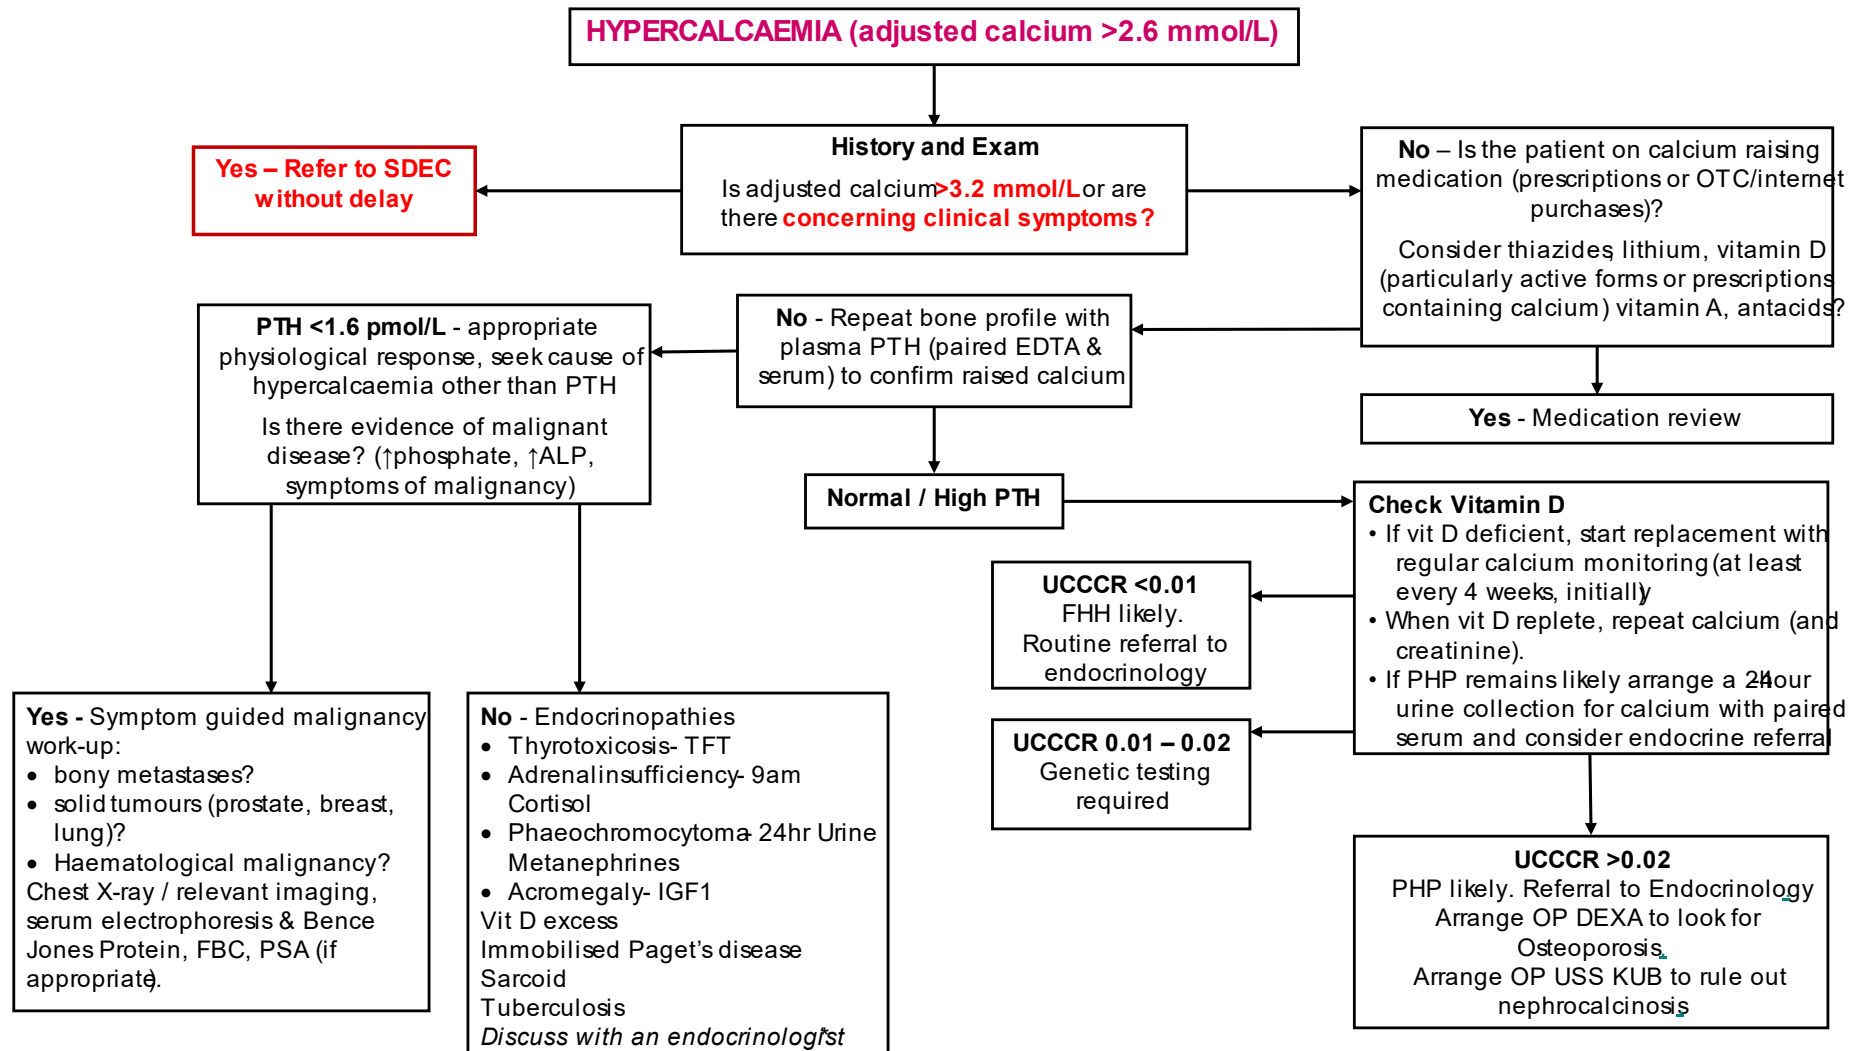 HYPERCALCAEMIA (adjusted calcium >2.6 mmol/L)
History and Exam
Is adjusted calcium >3.2 mmol/L or are
there concerning clinical symptoms?
Yes – Refer to SDEC
without delay
No – Is the patient on calcium raising
medication (prescriptions or OTC/internet
purchases)?
Consider thiazides, lithium, vitamin D
(particularly active forms or prescriptions
containing calcium) vitamin A, antacids?
Yes - Medication review
No - Repeat bone profile with
plasma PTH (paired EDTA &
serum) to confirm raised calcium
PTH <1.6 pmol/L - appropriate
physiological response, seek cause of
hypercalcaemia other than PTH
Is there evidence of malignant
disease? (↑phosphate, ↑ALP,
symptoms of malignancy)
Normal / High PTH
Check Vitamin D
• If vit D deficient, start replacement with
regular calcium monitoring (at least
every 4 weeks, initially)
• When vit D replete, repeat calcium (and
creatinine).
• If PHP remains likely arrange a 24-hour
urine collection for calcium with paired
serum and consider endocrine referral
UCCCR <0.01
FHH likely.
Routine referral to
endocrinology
UCCCR 0.01 – 0.02
Genetic testing
required
UCCCR >0.02
PHP likely. Referral to Endocrinology
Arrange OP DEXA to look for
Osteoporosis.
Arrange OP USS KUB to rule out
nephrocalcinosis
Yes - Symptom guided malignancy
work-up:
• bony metastases?
• solid tumours (prostate, breast,
lung)?
• Haematological malignancy?
Chest X-ray / relevant imaging,
serum electrophoresis & Bence
Jones Protein, FBC, PSA (if
appropriate).
No - Endocrinopathies
• Thyrotoxicosis- TFT
• Adrenal insufficiency- 9am
Cortisol
• Phaeochromocytoma- 24hr Urine
Metanephrines
• Acromegaly- IGF1
Vit D excess
Immobilised Paget's disease
Sarcoid
Tuberculosis
Discuss with an endocrinologist*